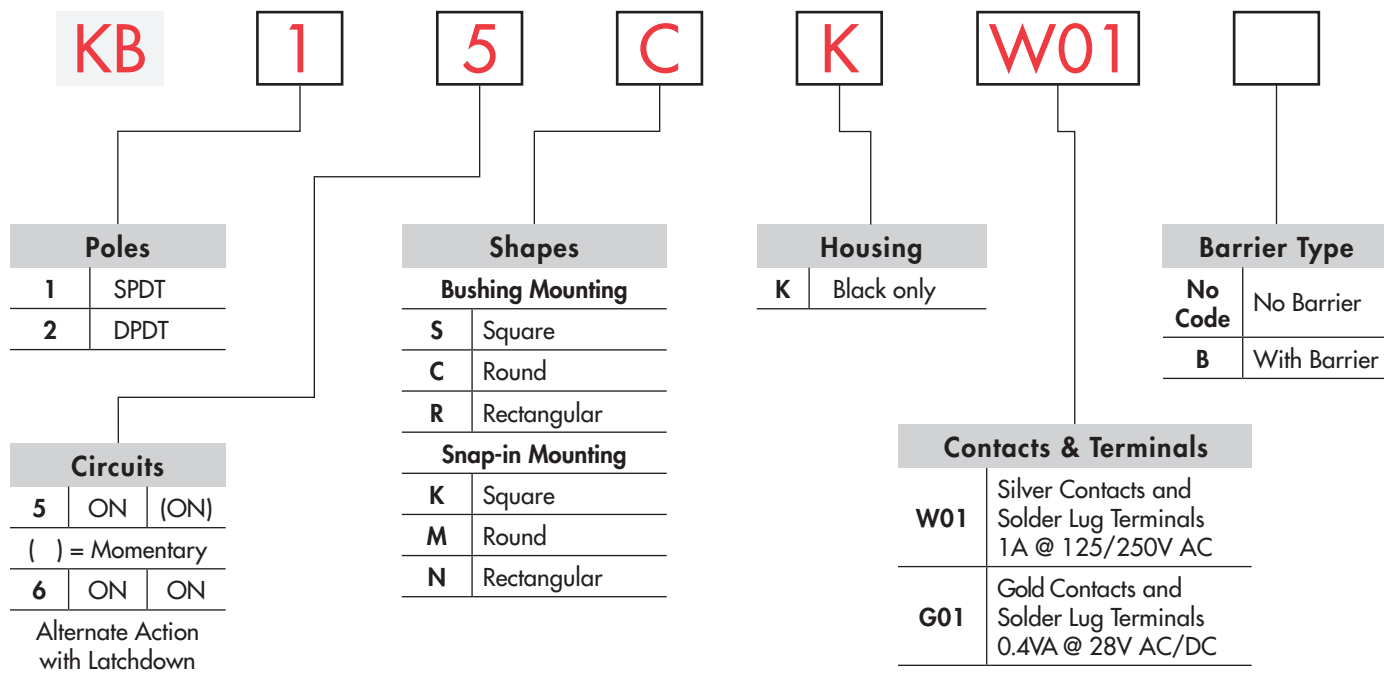 KB 1 5 C K W01
Poles
1 SPDT
2 DPDT
Circuits
5 ON (ON)
( ) = Momentary
6 ON ON
Alternate Action
with Latchdown
Shapes
Bushing Mounting
S Square
C Round
R Rectangular
Snap-in Mounting
K Square
M Round
N Rectangular
Housing
K Black only
Contacts & Terminals
W01 Silver Contacts and
Solder Lug Terminals
1A @ 125/250V AC
G01 Gold Contacts and
Solder Lug Terminals
0.4VA @ 28V AC/DC
Barrier Type
No
Code No Barrier
B With Barrier